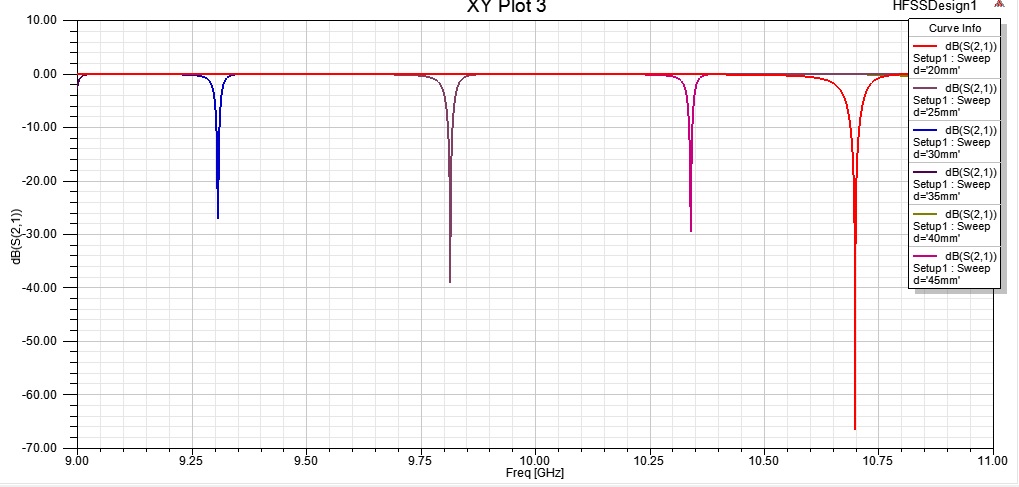 XY Plot 3
HFSSDesign1
Curve Info
dB(S(2,1))
Setup1 : Sweep
d='20mm'
dB(S(2,1))
Setup1 : Sweep
d='25mm'
dB(S(2,1))
Setup1 : Sweep
d='30mm'
dB(S(2,1))
Setup1 : Sweep
d='35mm'
dB(S(2,1))
Setup1 : Sweep
d='40mm'
dB(S(2,1))
Setup1 : Sweep
d='45mm'
10.00
0.00
-10.00
-20.00
-30.00
-40.00
-50.00
-60.00
-70.00
dB(S(2,1))
9.00 9.25 9.50 9.75 10.00 10.25 10.50 10.75 11.00
Freq [GHz]